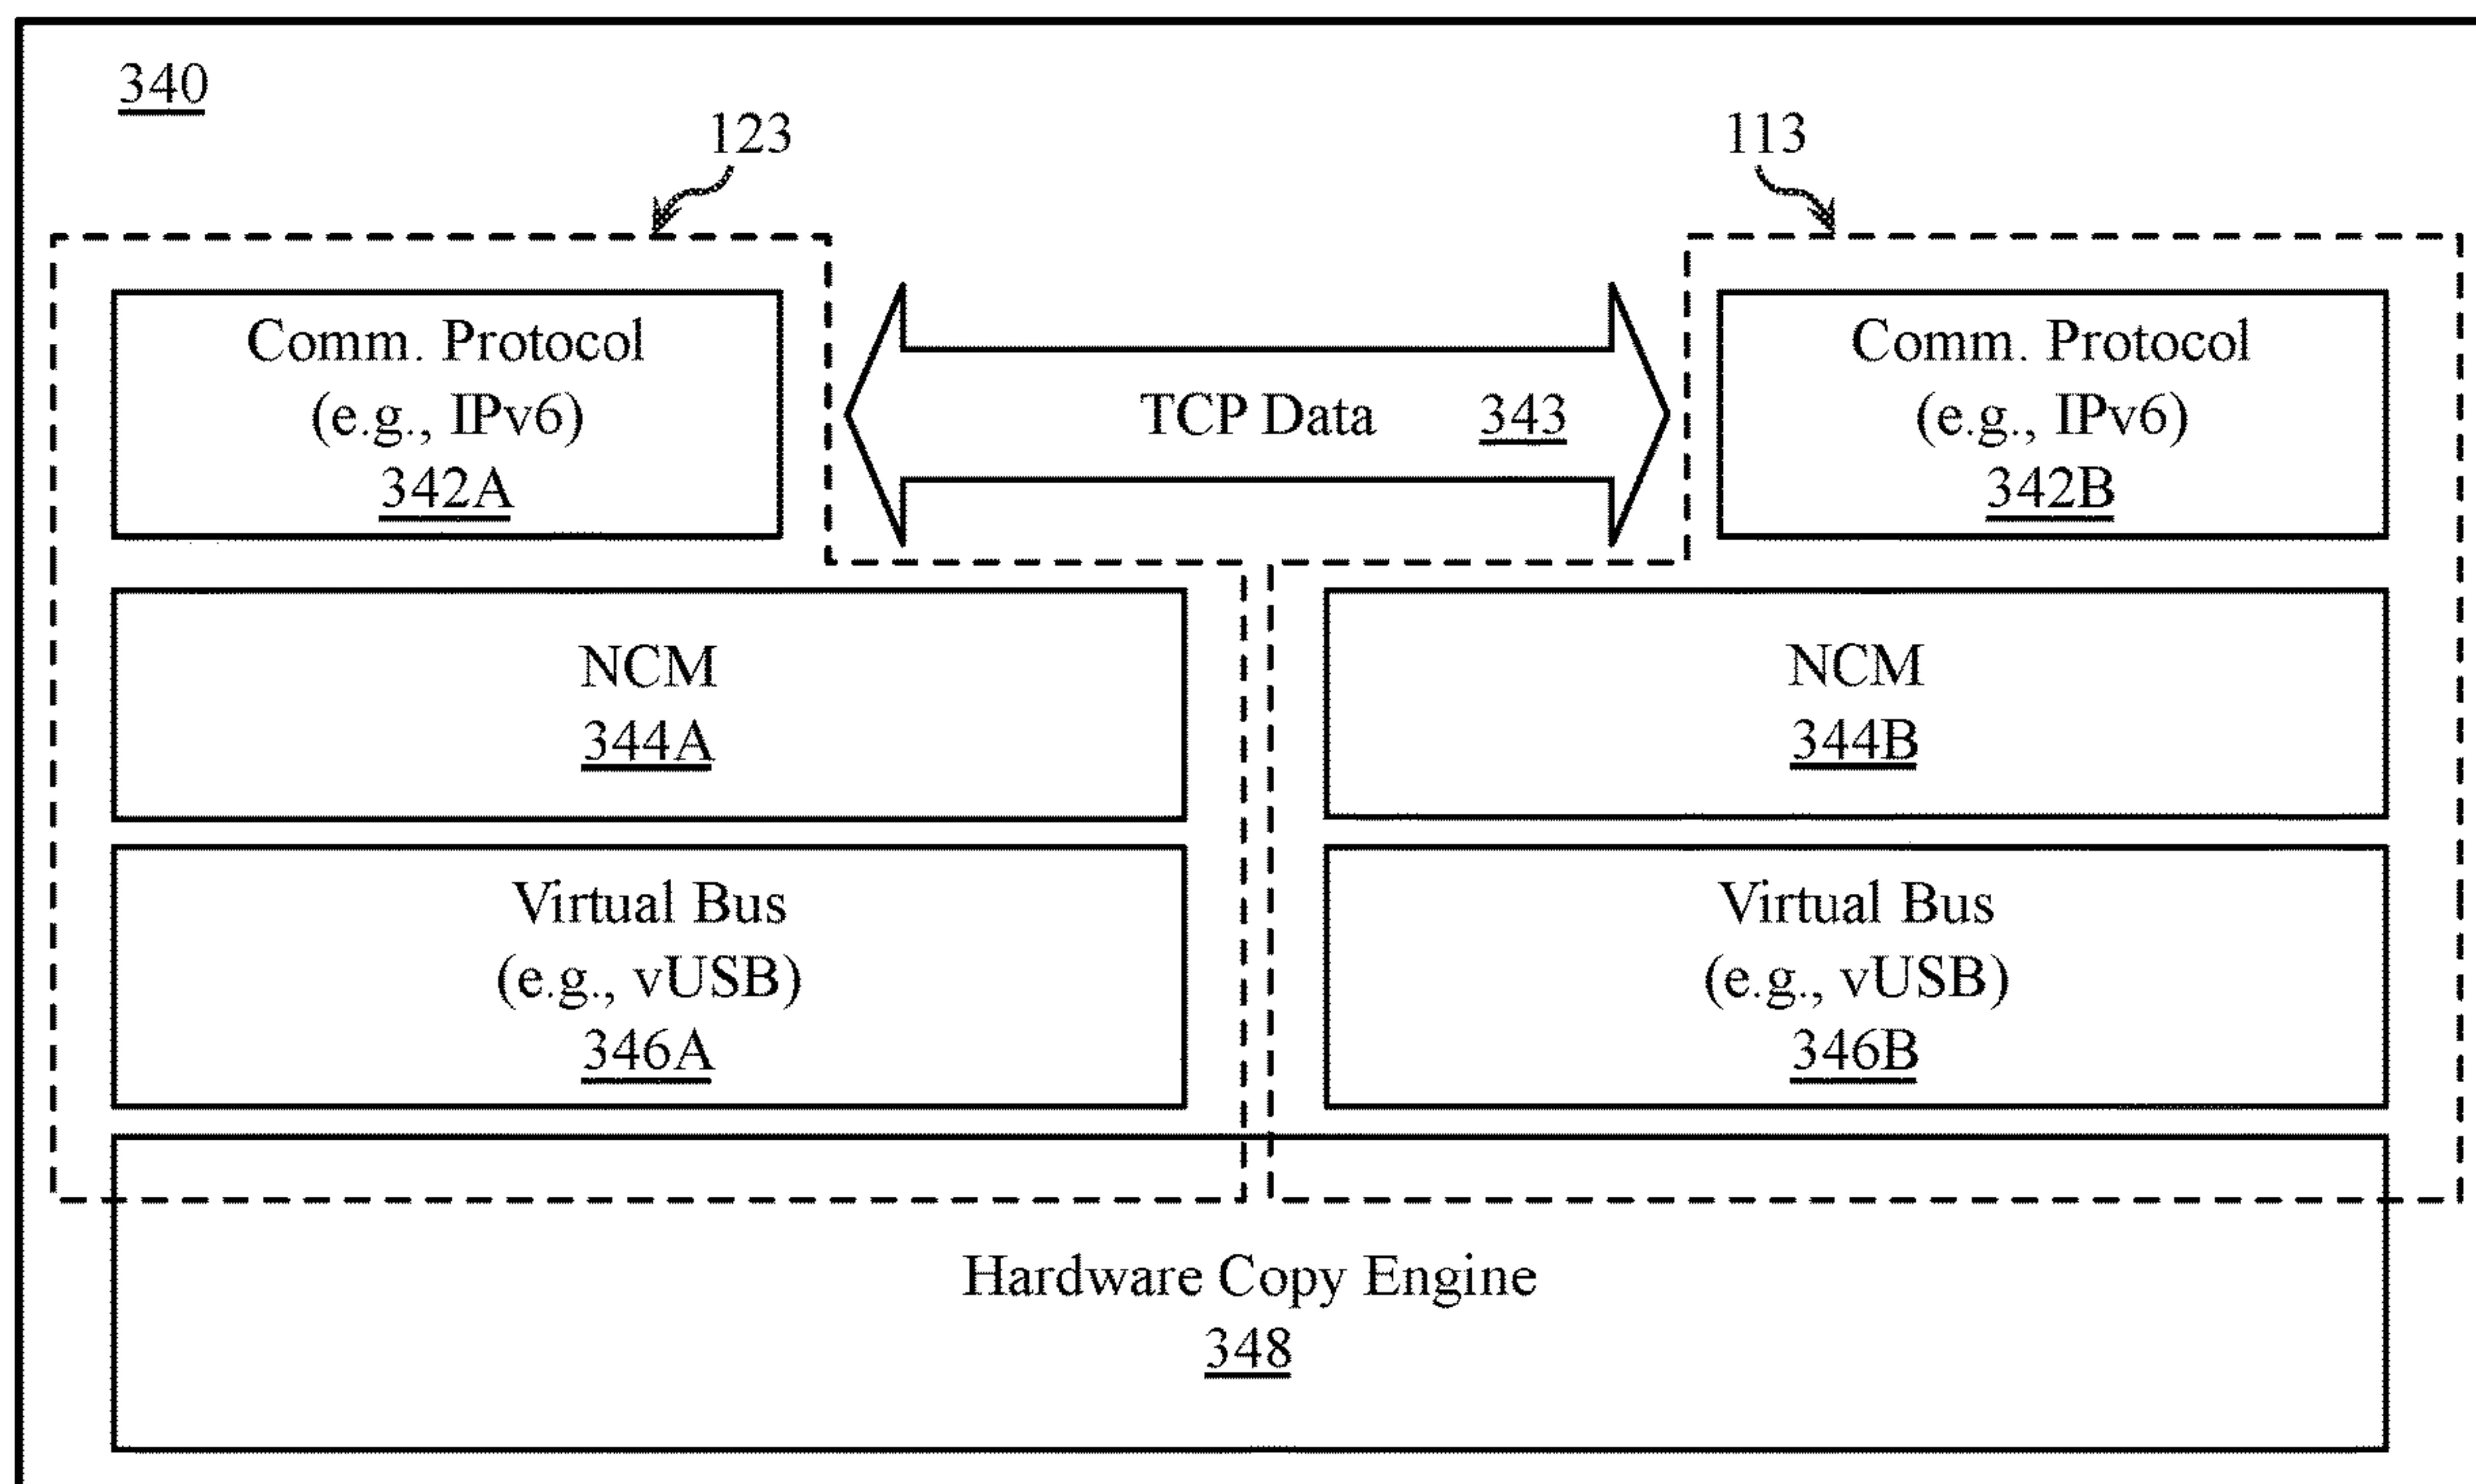 340
123
113
Comm. Protocol
(e.g., IPv6)
342A
TCP Data 343
Comm. Protocol
(e.g., IPv6)
342B
NCM
344A
NCM
344B
Virtual Bus
(e.g., vUSB)
346A
Virtual Bus
(e.g., vUSB)
346B
Hardware Copy Engine
348